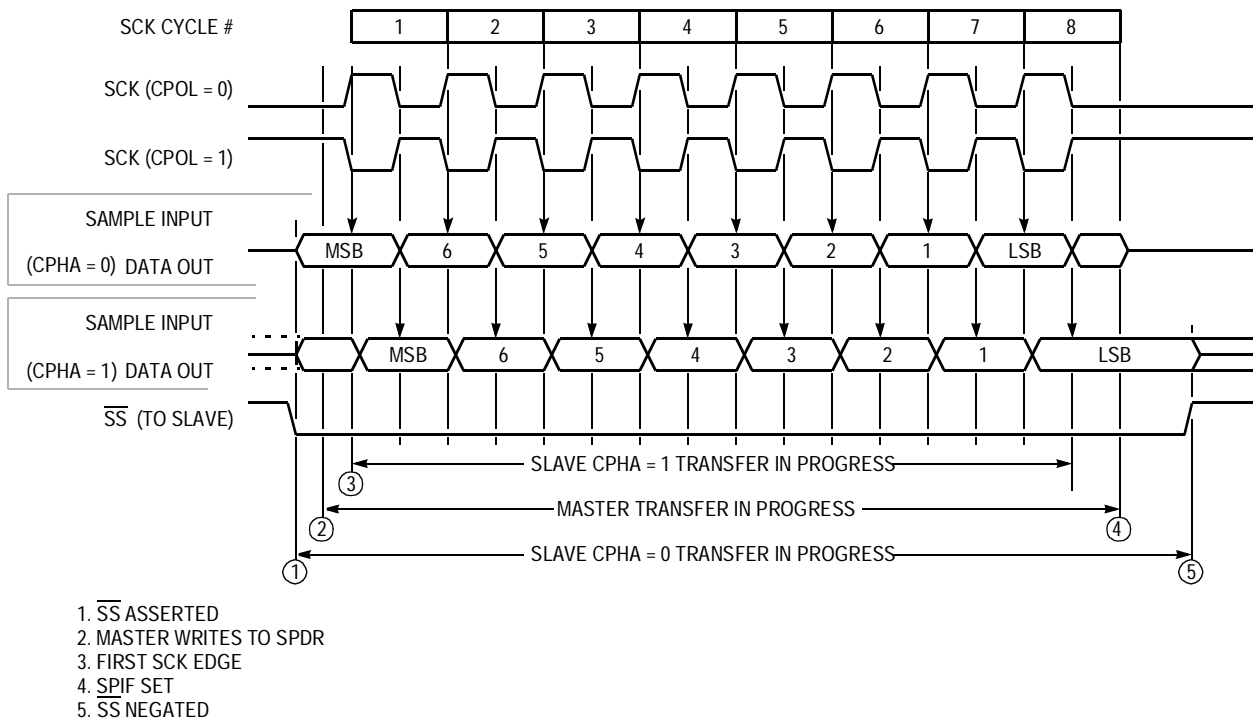 SCK CYCLE # 1 2 3 4 5 6 7 8
SCK (CPOL = 0)
SCK (CPOL = 1)
SAMPLE INPUT
(CPHA = 0) DATA OUT MSB 6 5 4 3 2 1 LSB
SAMPLE INPUT
(CPHA = 1) DATA OUT MSB 6 5 4 3 2 1 LSB
SS (TO SLAVE)
3 SLAVE CPHA = 1 TRANSFER IN PROGRESS
2 MASTER TRANSFER IN PROGRESS 4
1 SLAVE CPHA = 0 TRANSFER IN PROGRESS 5
1. SS ASSERTED
2. MASTER WRITES TO SPDR
3. FIRST SCK EDGE
4. SPIF SET
5. SS NEGATED